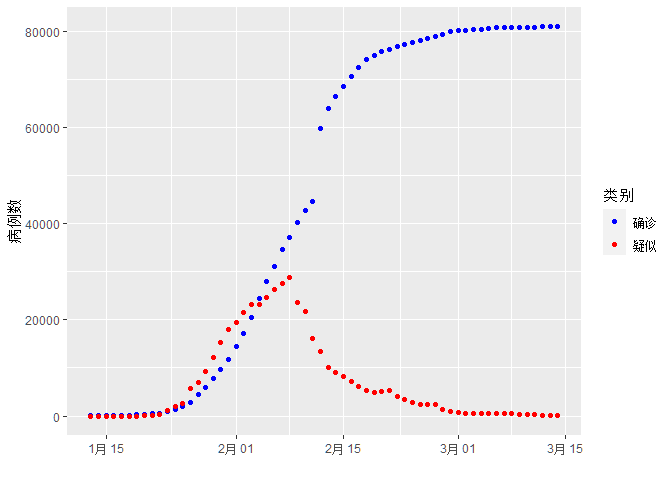 80000
60000
40000
20000
0
病例数
1月 15
2月 01
2月 15
3月 01
3月 15
类别
确诊
疑似